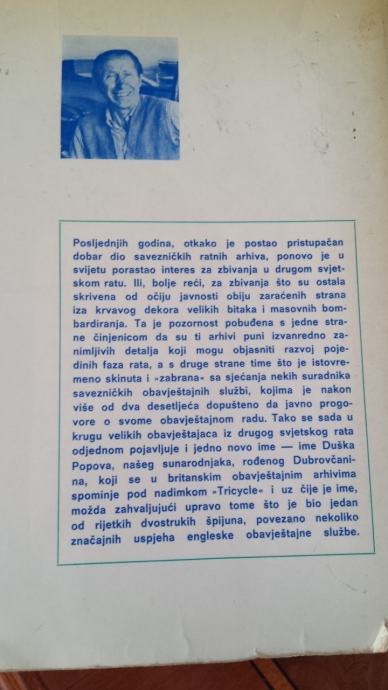 Posljednjih godina, otkako je postao pristupačan
dobar dio savezničkih ratnih arhiva, ponovo je u
svijetu porastao interes za zbivanja u drugom svjet-
skom ratu. Ili, bolje reći, za zbivanja što su ostala
skrivena od očiju javnosti obiju zaraćenih strana
iza krvavog dekora velikih bitaka i masovnih bom-
bardiranja. Ta je pozornost pobuđena s jedne stra-
ne činjenicom da su ti arhivi puni izvanredno za-
nimljivih detalja koji mogu objasniti razvoj poje-
dinih faza rata, a s druge strane time što je istovre-
meno skinuta i »zabrana« sa sjećanja nekih suradnika
savezničkih obavještajnih službi, kojima je nakon
više od dva desetljeća dopušteno da javno progo-
vore o svome obavještajnom radu. Tako se sada u
krugu velikih obavještajaca iz drugog svjetskog rata
odjednom pojavljuje i jedno novo ime — ime Duška
Popova, našeg sunarodnjaka, rođenog Dubrovčani-
na, koji se u britanskim obavještajnim arhivima
spominje pod nadimkom »Tricycle« i uz čije je ime,
možda zahvaljujući upravo tome što je bio jedan
od rijetkih dvostrukih špijuna, povezano nekoliko
značajnih uspjeha engleske obavještajne službe.